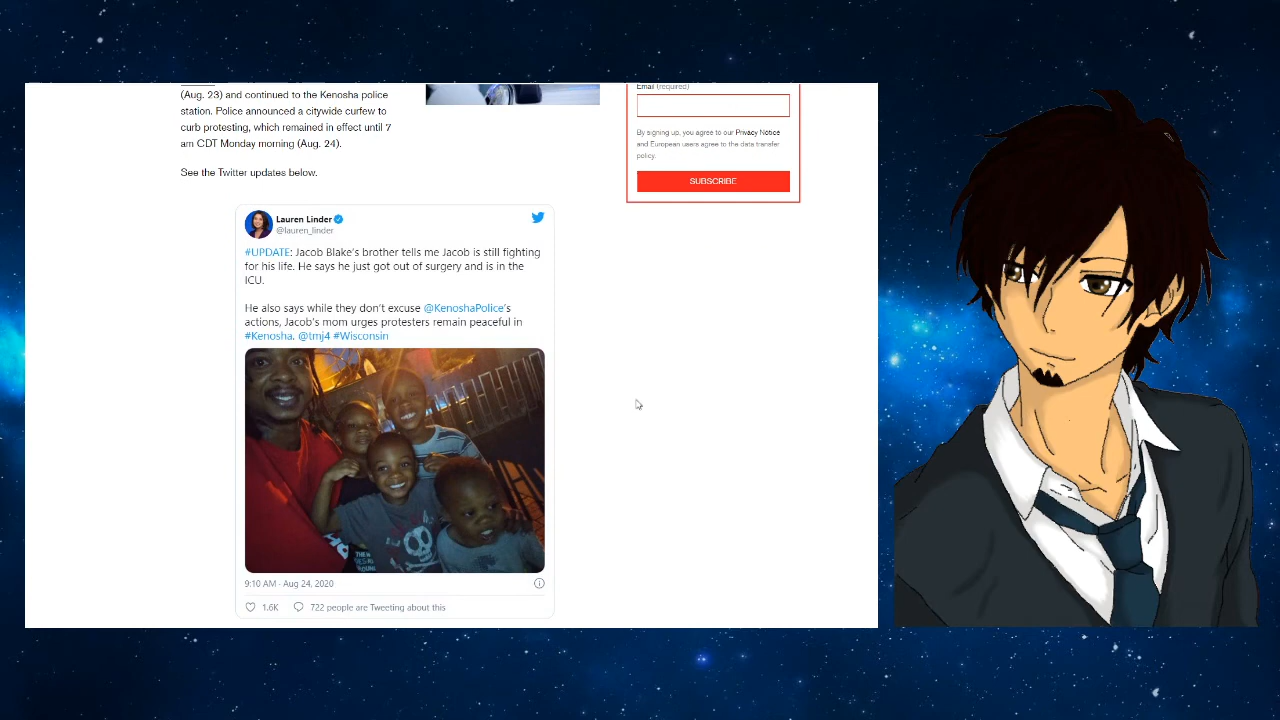 (Aug. 23) and continued to the Kenosha police
station. Police announced a citywide curfew to
curb protesting, which remained in effect until 7
am CDT Monday morning (Aug. 24).
See the Twitter updates below.
Email (required)
By signing up, you agree to our Privacy Notice
and European users agree to the data transfer
policy.
SUBSCRIBE
Lauren Linder
@lauren_linder
#UPDATE: Jacob Blake's brother tells me Jacob is still fighting
for his life. He says he just got out of surgery and is in the
ICU.
He also says while they don't excuse @KenoshaPolice's
actions, Jacob's mom urges protesters remain peaceful in
#Kenosha. @tmj4 #Wisconsin
9:10 AM · Aug 24, 2020
1.6K
722 people are Tweeting about this